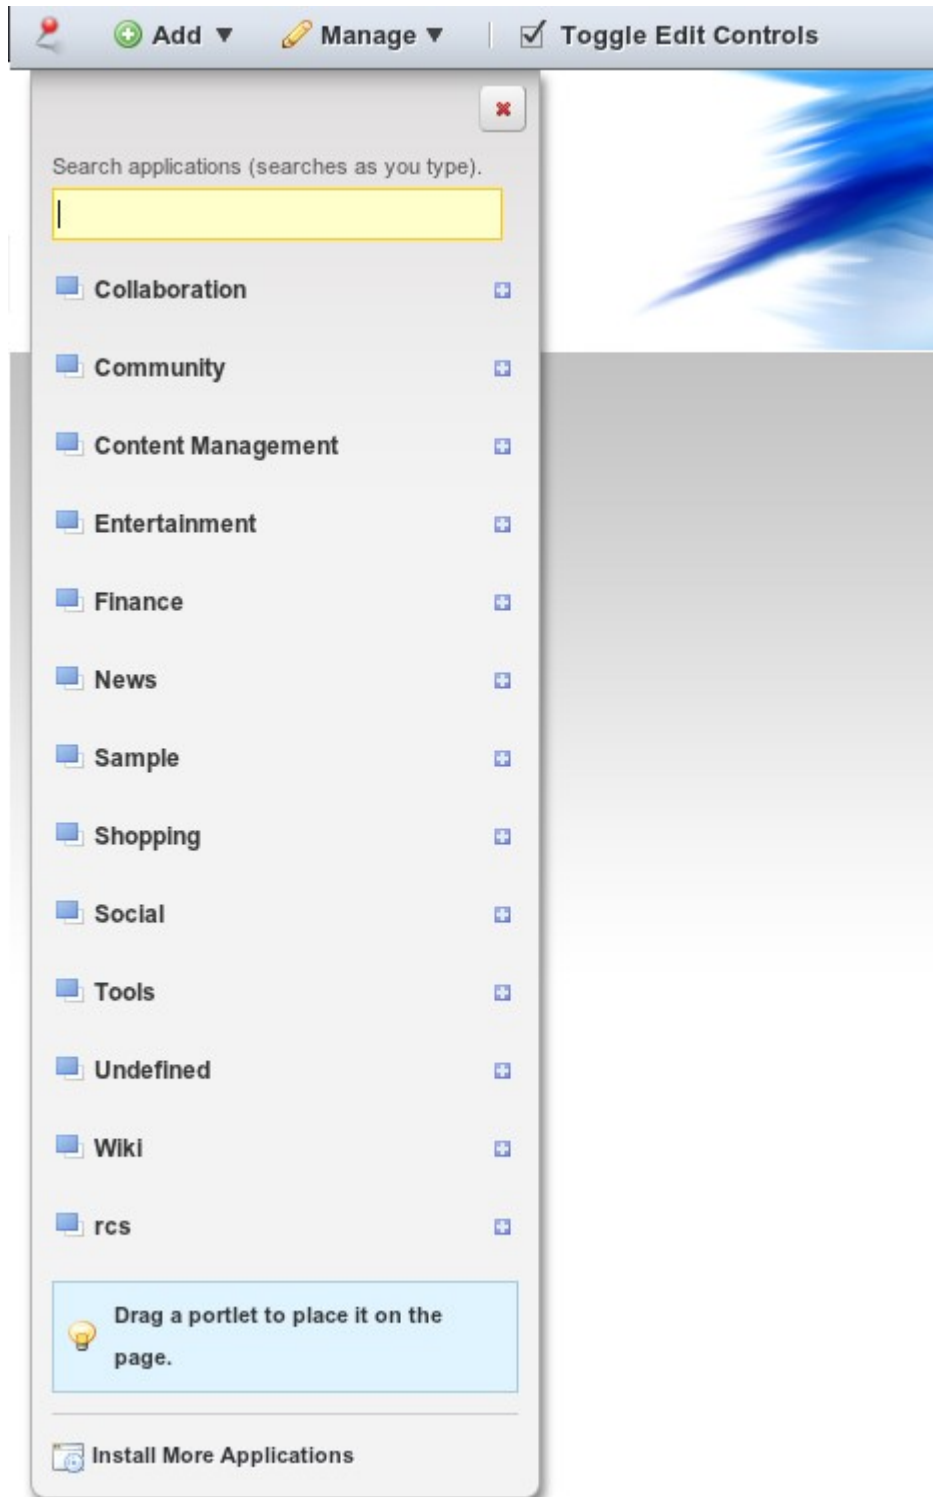 Add ▼ Manage ▼ Toggle Edit Controls
Search applications (searches as you type).
Collaboration
Community
Content Management
Entertainment
Finance
News
Sample
Shopping
Social
Tools
Undefined
Wiki
rcs
Drag a portlet to place it on the
page.
Install More Applications